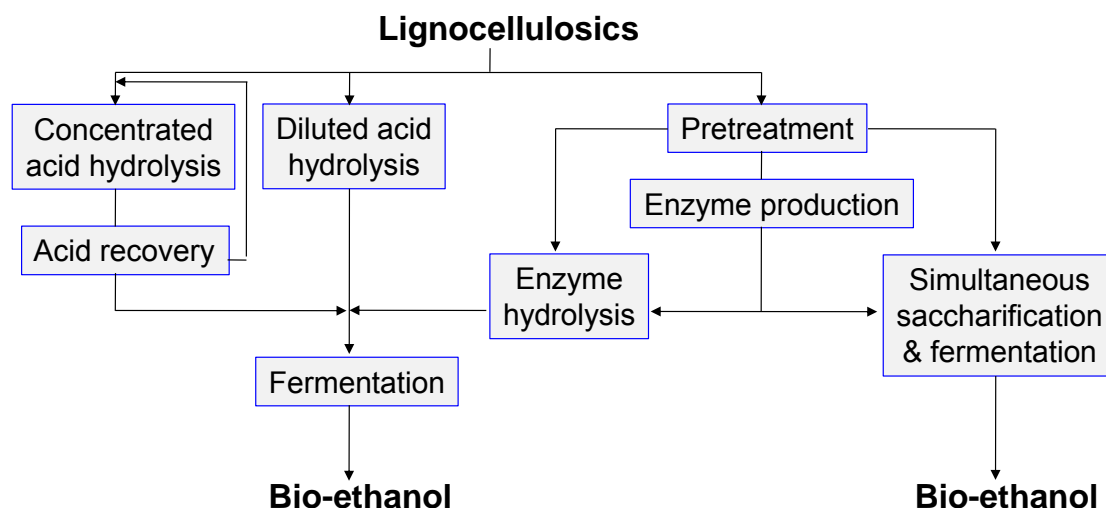 Lignocellulosics
Concentrated
acid hydrolysis
Diluted acid
hydrolysis
Pretreatment
Enzyme production
Acid recovery
Enzyme
hydrolysis
Simultaneous
saccharification
& fermentation
Fermentation
Bio-ethanol
Bio-ethanol